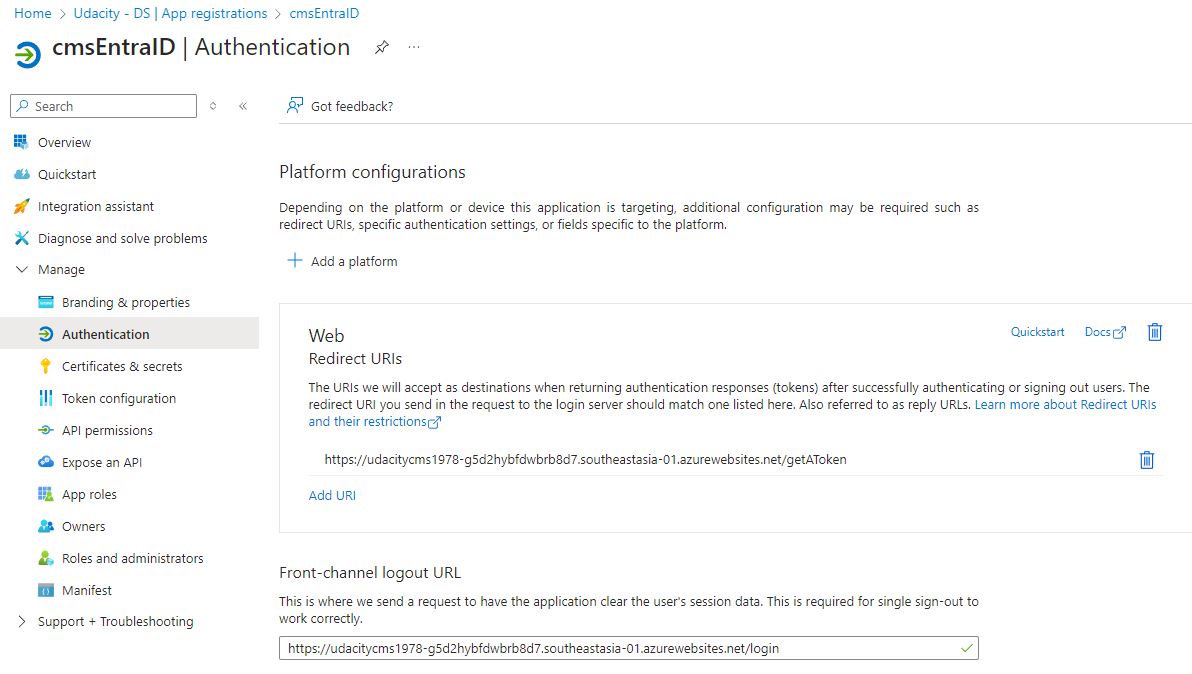 Home > Udacity - DS | App registrations > cmsEntraID
cmsEntraID | Authentication
Search
Got feedback?
Overview
Quickstart
Integration assistant
Diagnose and solve problems
Manage
Branding & properties
Authentication
Certificates & secrets
Token configuration
API permissions
Expose an API
App roles
Owners
Roles and administrators
Manifest
Support + Troubleshooting
Platform configurations
Depending on the platform or device this application is targeting, additional configuration may be required such as
redirect URIs, specific authentication settings, or fields specific to the platform.
Add a platform
Web
Quickstart
Docs
Redirect URIs
The URIs we will accept as destinations when returning authentication responses (tokens) after successfully authenticating or signing out users. The
redirect URI you send in the request to the login server should match one listed here. Also referred to as reply URLs. Learn more about Redirect URIs
and their restrictions
https://udacitycms1978-g5d2hybfdwbrb8d7.southeastasia-01.azurewebsites.net/getAToken
Add URI
Front-channel logout URL
This is where we send a request to have the application clear the user's session data. This is required for single sign-out to
work correctly.
https://udacitycms1978-g5d2hybfdwbrb8d7.southeastasia-01.azurewebsites.net/login